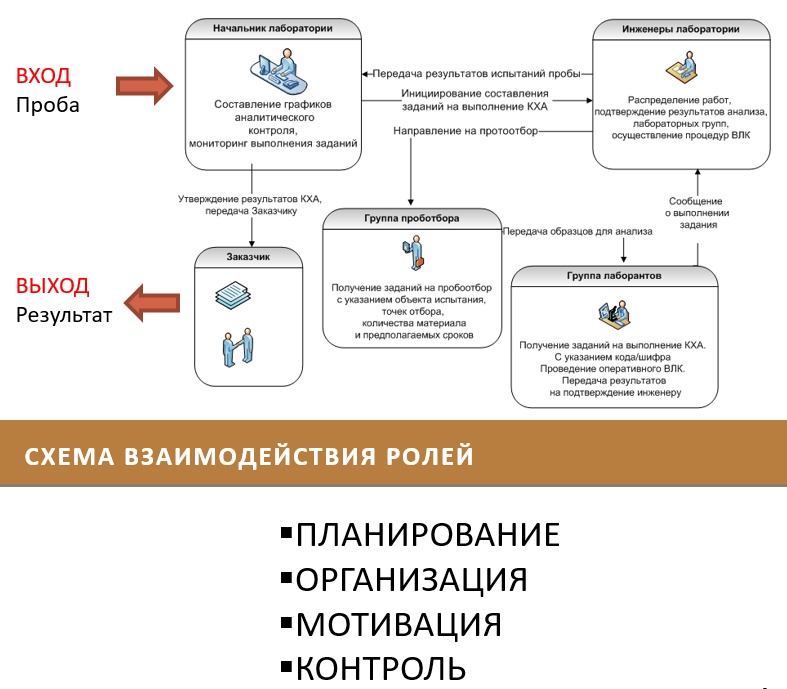 Начальник лаборатории
Составление графиков
аналитического
контроля,
мониторинг выполнения заданий
Инженеры лаборатории
Распределение работ,
подтверждение результатов анализа,
лабораторных групп,
осуществление процедур ВЛК
ВХОД
Проба
Передача результатов испытаний пробы
Инициирование составления
заданий на выполнение КХА
Направление на протоотбор
Утверждение результатов КХА,
передача Заказчику
Сообщение
о выполнении
задания
Группа проботбора
Получение заданий на пробоотбор
с указанием объекта испытания,
точек отбора,
количества материала
и предполагаемых сроков
Передача образцов для анализа
Заказчик
Группа лаборантов
Получение заданий на выполнение КХА.
С указанием кода/шифра
Проведение оперативного ВЛК.
Передача результатов
на подтверждение инженеру
ВЫХОД
Результат
СХЕМА ВЗАИМОДЕЙСТВИЯ РОЛЕЙ
▪ПЛАНИРОВАНИЕ
▪ОРГАНИЗАЦИЯ
▪МОТИВАЦИЯ
▪КОНТРОЛЬ